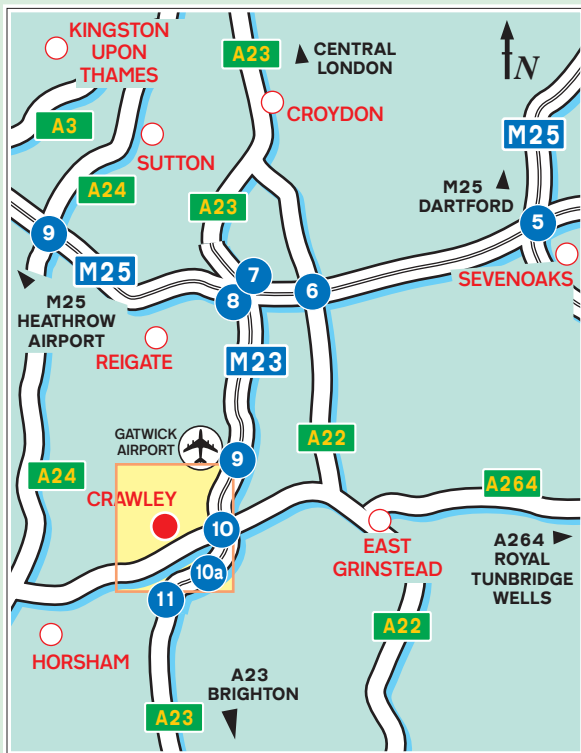 KINGSTON
UPON
THAMES
A23
CENTRAL
LONDON
N
CROYDON
A3
SUTTON
M25
A24
A23
M25
DARTFORD
9
5
M25
7
8
6
SEVENOAKS
M25
HEATHROW
AIRPORT
REIGATE
M23
GATWICK
AIRPORT
A22
9
A24
CRAWLEY
A264
10
EAST
GRINSTEAD
A264
ROYAL
TUNBRIDGE
WELLS
10a
11
A22
HORSHAM
A23
BRIGHTON
A23